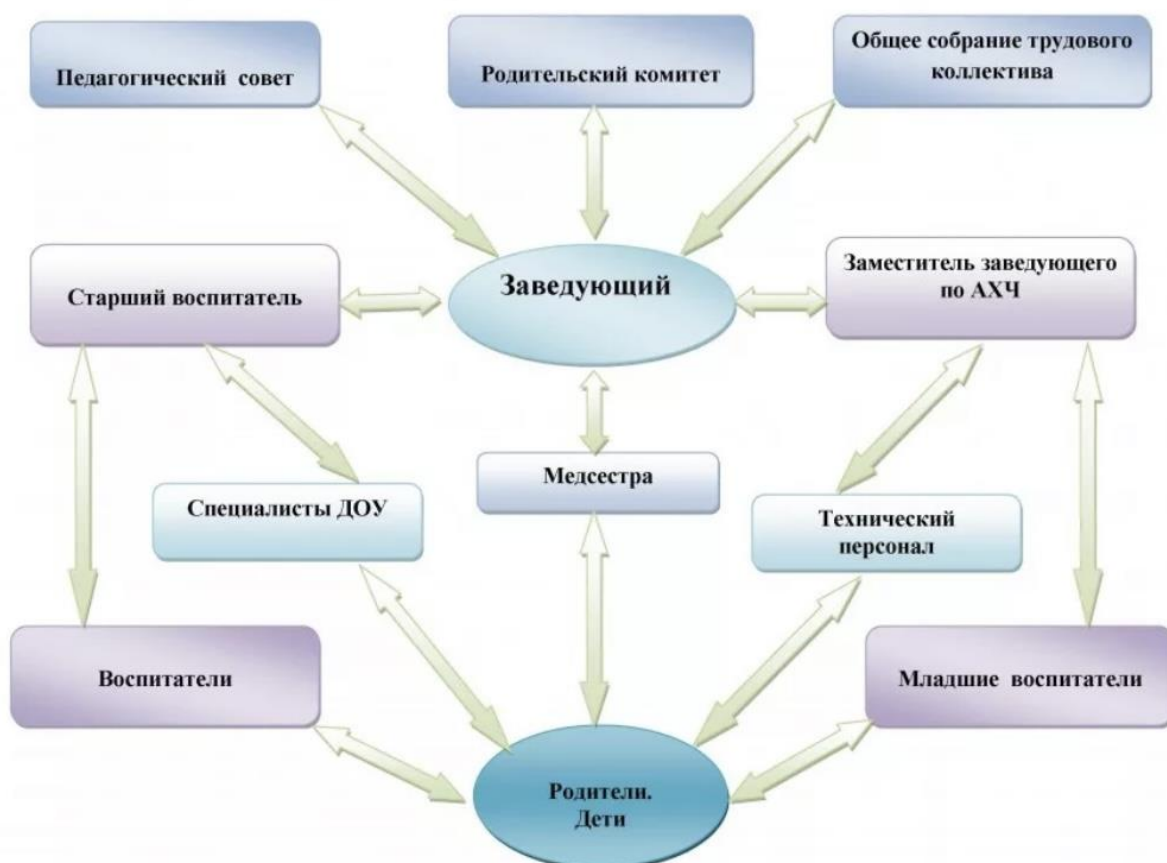 Педагогический совет
Родительский комитет
Общее собрание трудового
коллектива
Старший воспитатель
Заведующий
Заместитель заведующего
по АХЧ
Специалисты ДОУ
Медсестра
Технический
персонал
Воспитатели
Младшие воспитатели
Родители.
Дети